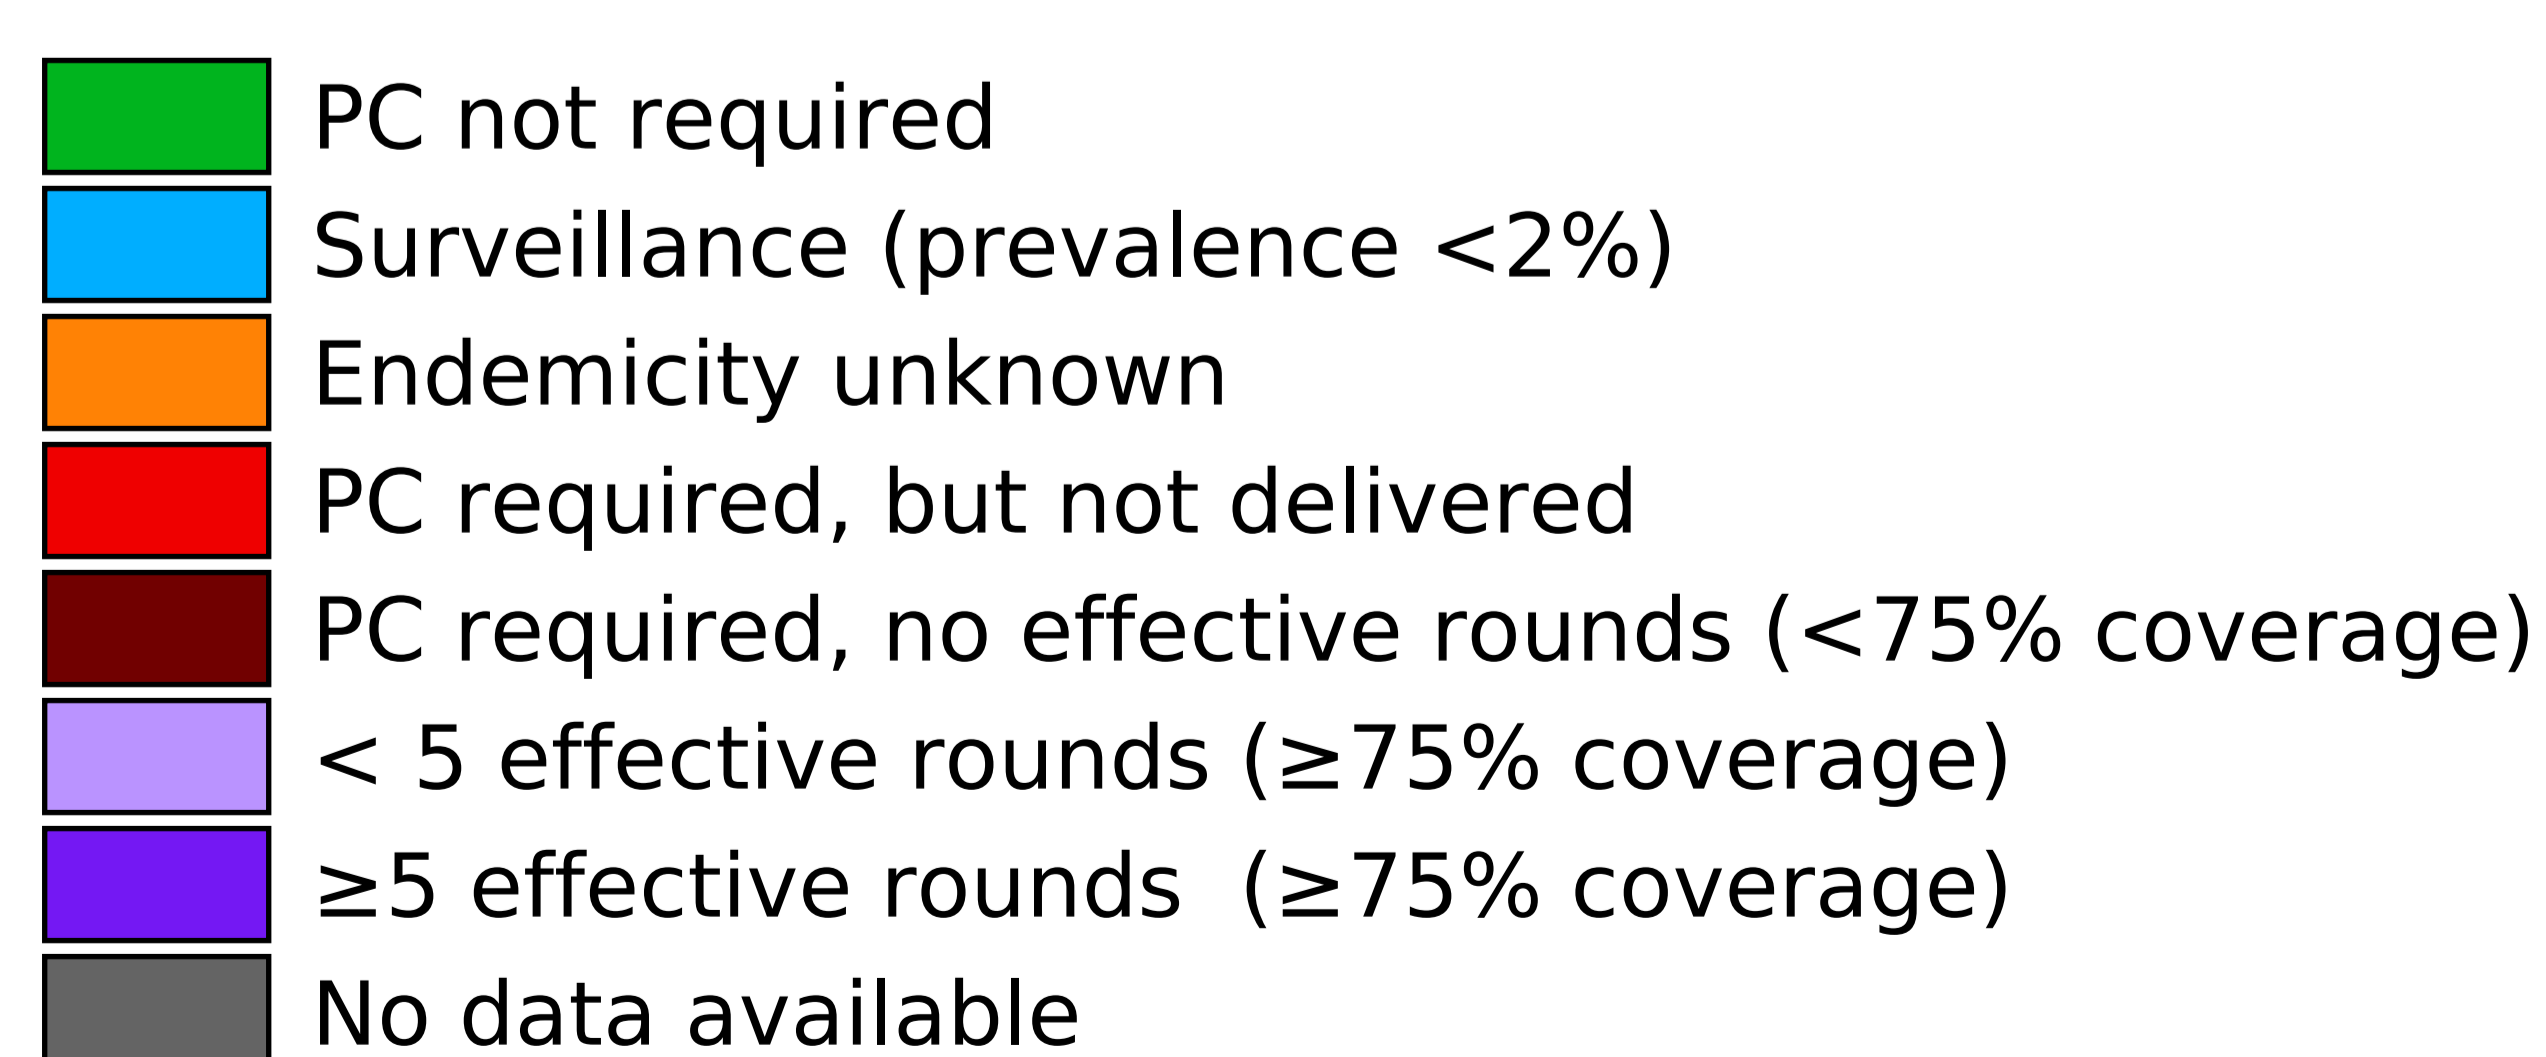 PC not required
Surveillance (prevalence <2%)
Endemicity unknown
PC required, but not delivered
PC required, no effective rounds (<75% coverage)
< 5 effective rounds (≥75% coverage)
≥5 effective rounds  (≥75% coverage)
No data available